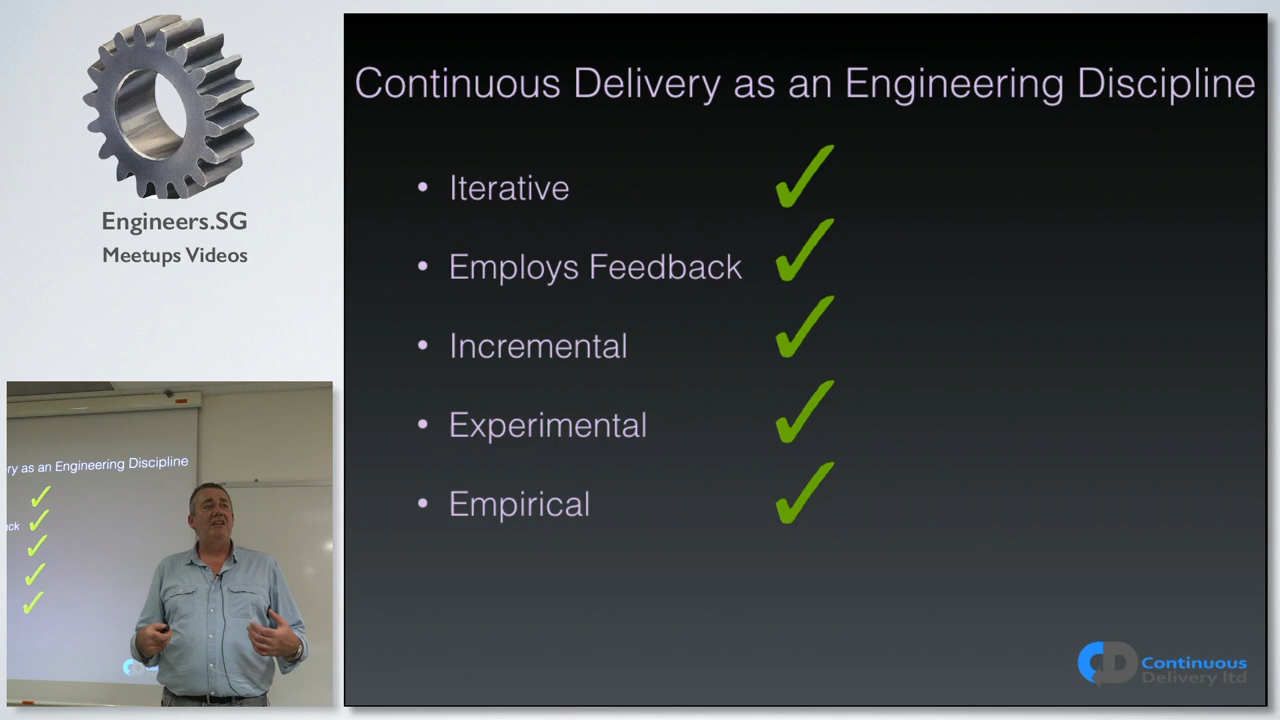 Engineers.SG
Meetups Videos
Continuous Delivery as an Engineering Discipline
• Iterative
• Employs Feedback
• Incremental
• Experimental
• Empirical
Continuous
Delivery ltd
ry as an Engineering Discipline
ck